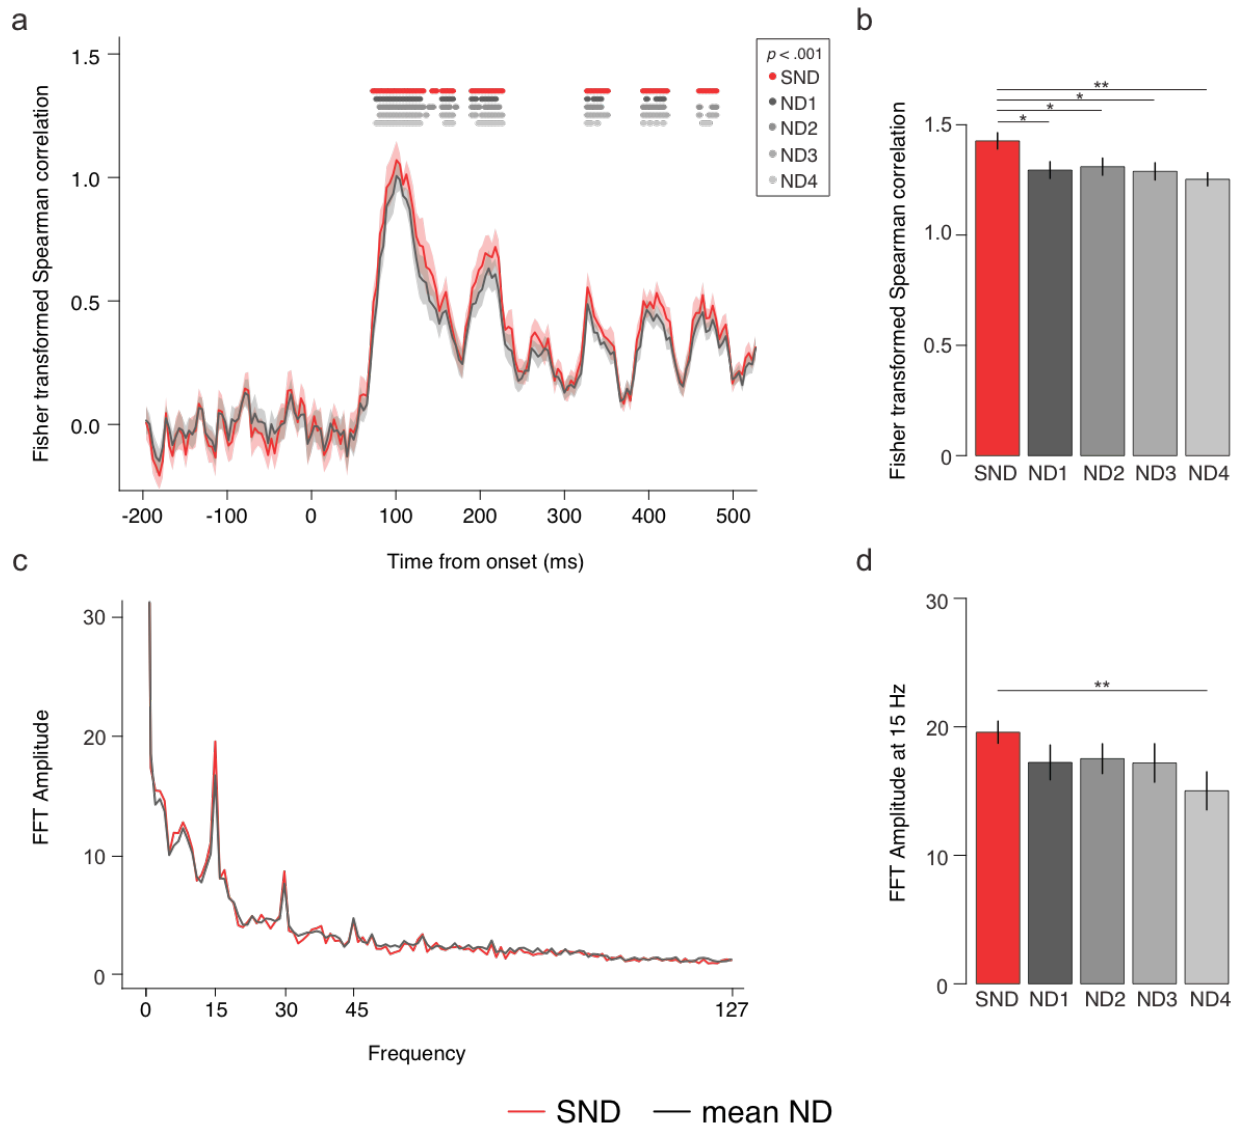 a
Fisher transformed Spearman correlation
1.5
1.0
0.5
0.0
-200 -100 0 100 200 300 400 500
Time from onset (ms)
p < .001
SND
ND1
ND2
ND3
ND4
b
Fisher transformed Spearman correlation
1.5
1.0
0.5
0
**
*
*
*
SND ND1 ND2 ND3 ND4
c
FFT Amplitude
30
20
10
0
0 15 30 45 127
Frequency
d
FFT Amplitude at 15 Hz
30
20
10
0
**
SND ND1 ND2 ND3 ND4
SND mean ND